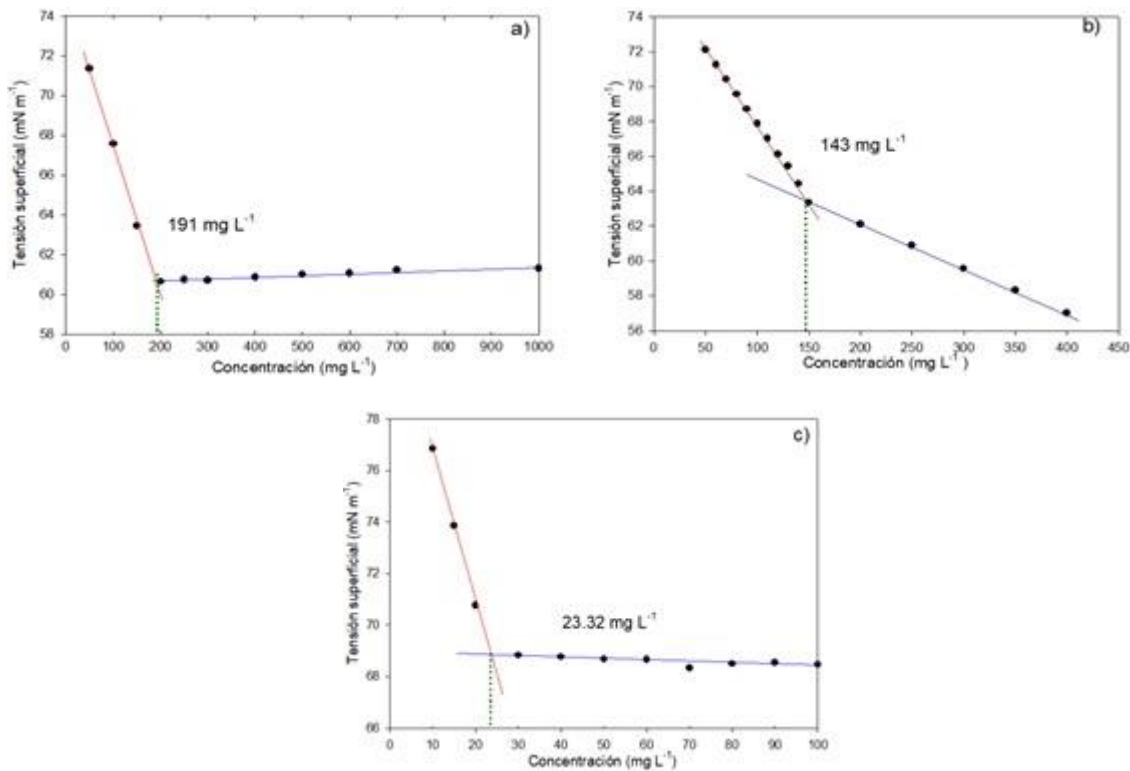 a)
Tensión superficial (mN m⁻¹)
74
72
70
68
66
64
62
60
58
191 mg L⁻¹
0 100 200 300 400 500 600 700 800 900 1000
Concentración (mg L⁻¹)
b)
Tensión superficial (mN m⁻¹)
74
72
70
68
66
64
62
60
58
56
143 mg L⁻¹
0 50 100 150 200 250 300 350 400 450
Concentración (mg L⁻¹)
c)
Tensión superficial (mN m⁻¹)
78
76
74
72
70
68
66
23.32 mg L⁻¹
0 10 20 30 40 50 60 70 80 90 100
Concentración (mg L⁻¹)